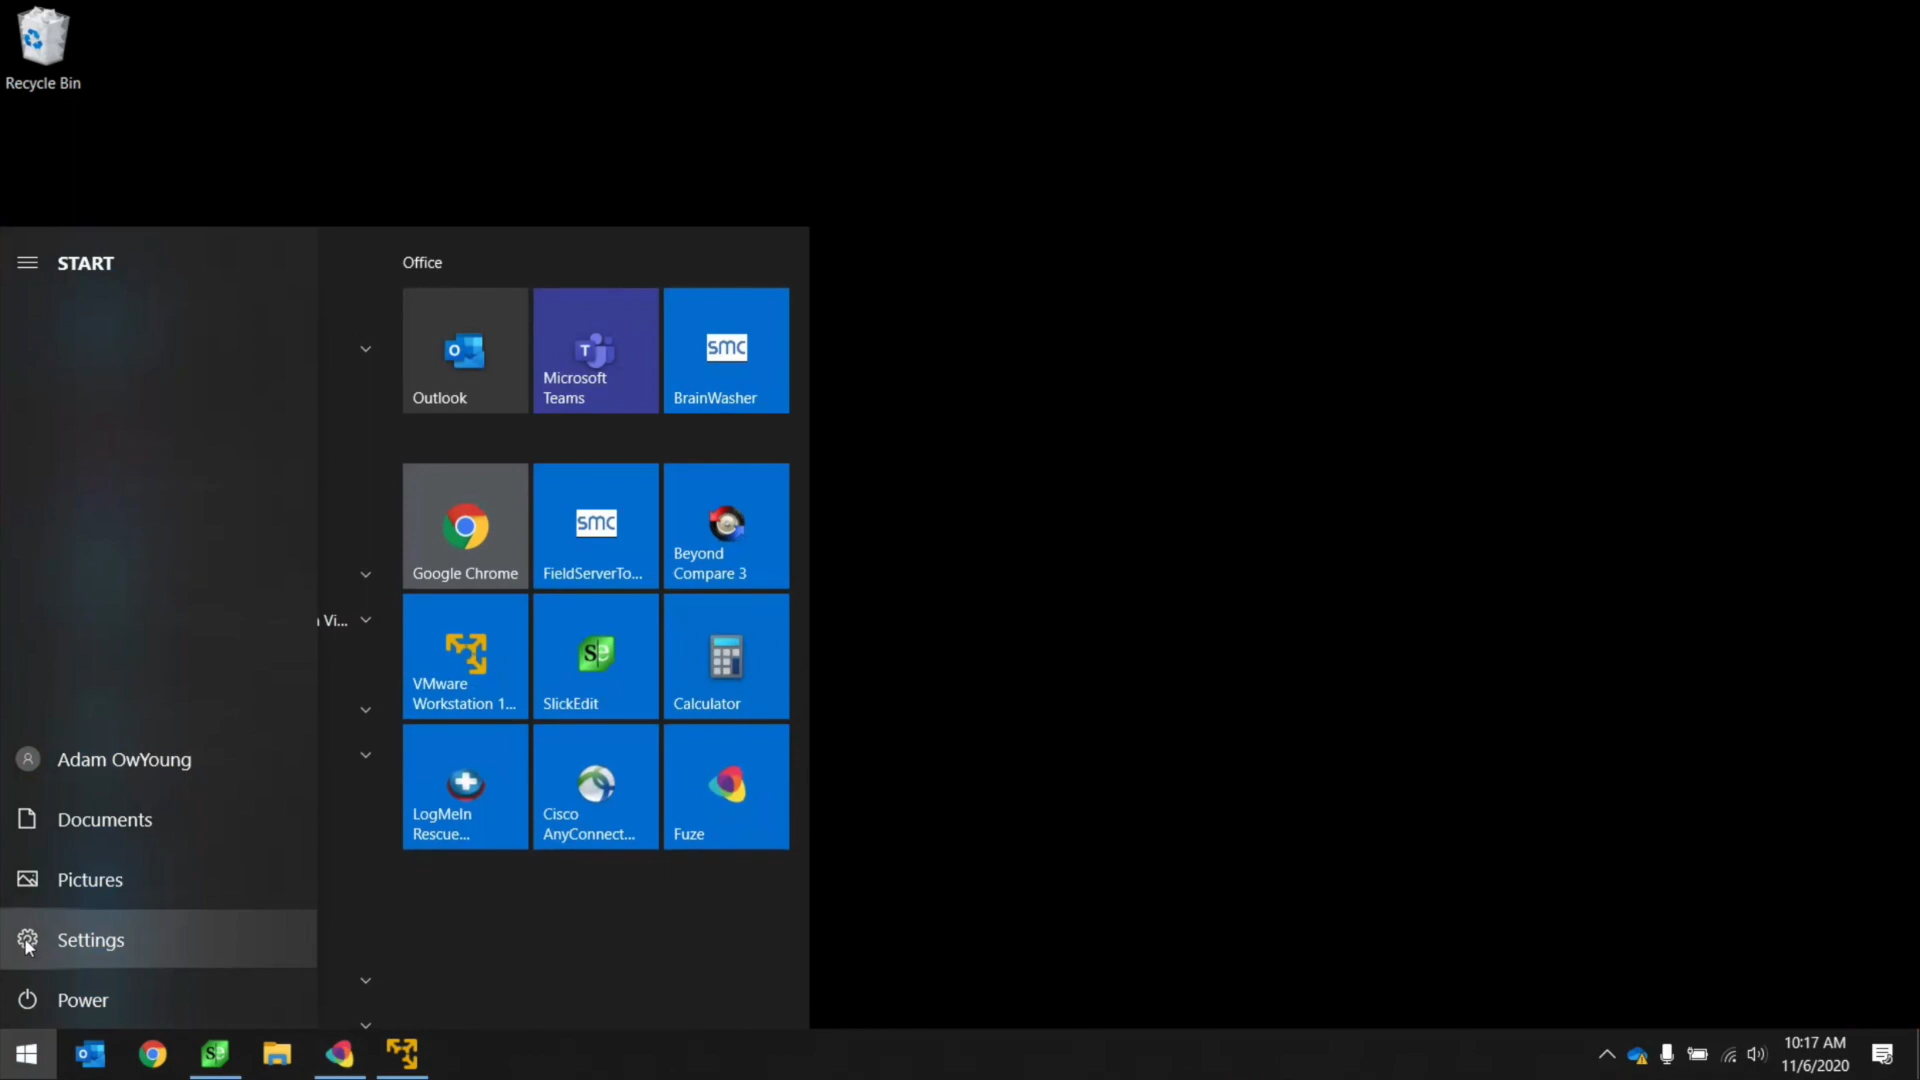 Recycle Bin
START
Office
Outlook
Microsoft
Teams
smc
BrainWasher
Google Chrome
smc
FieldServerTo...
Beyond
Compare 3
Vi...
VMware
Workstation 1...
SlickEdit
Calculator
Adam OwYoung
Documents
Pictures
Settings
Power
LogMeIn
Rescue...
Cisco
AnyConnect...
Fuze
10:17 AM
11/6/2020